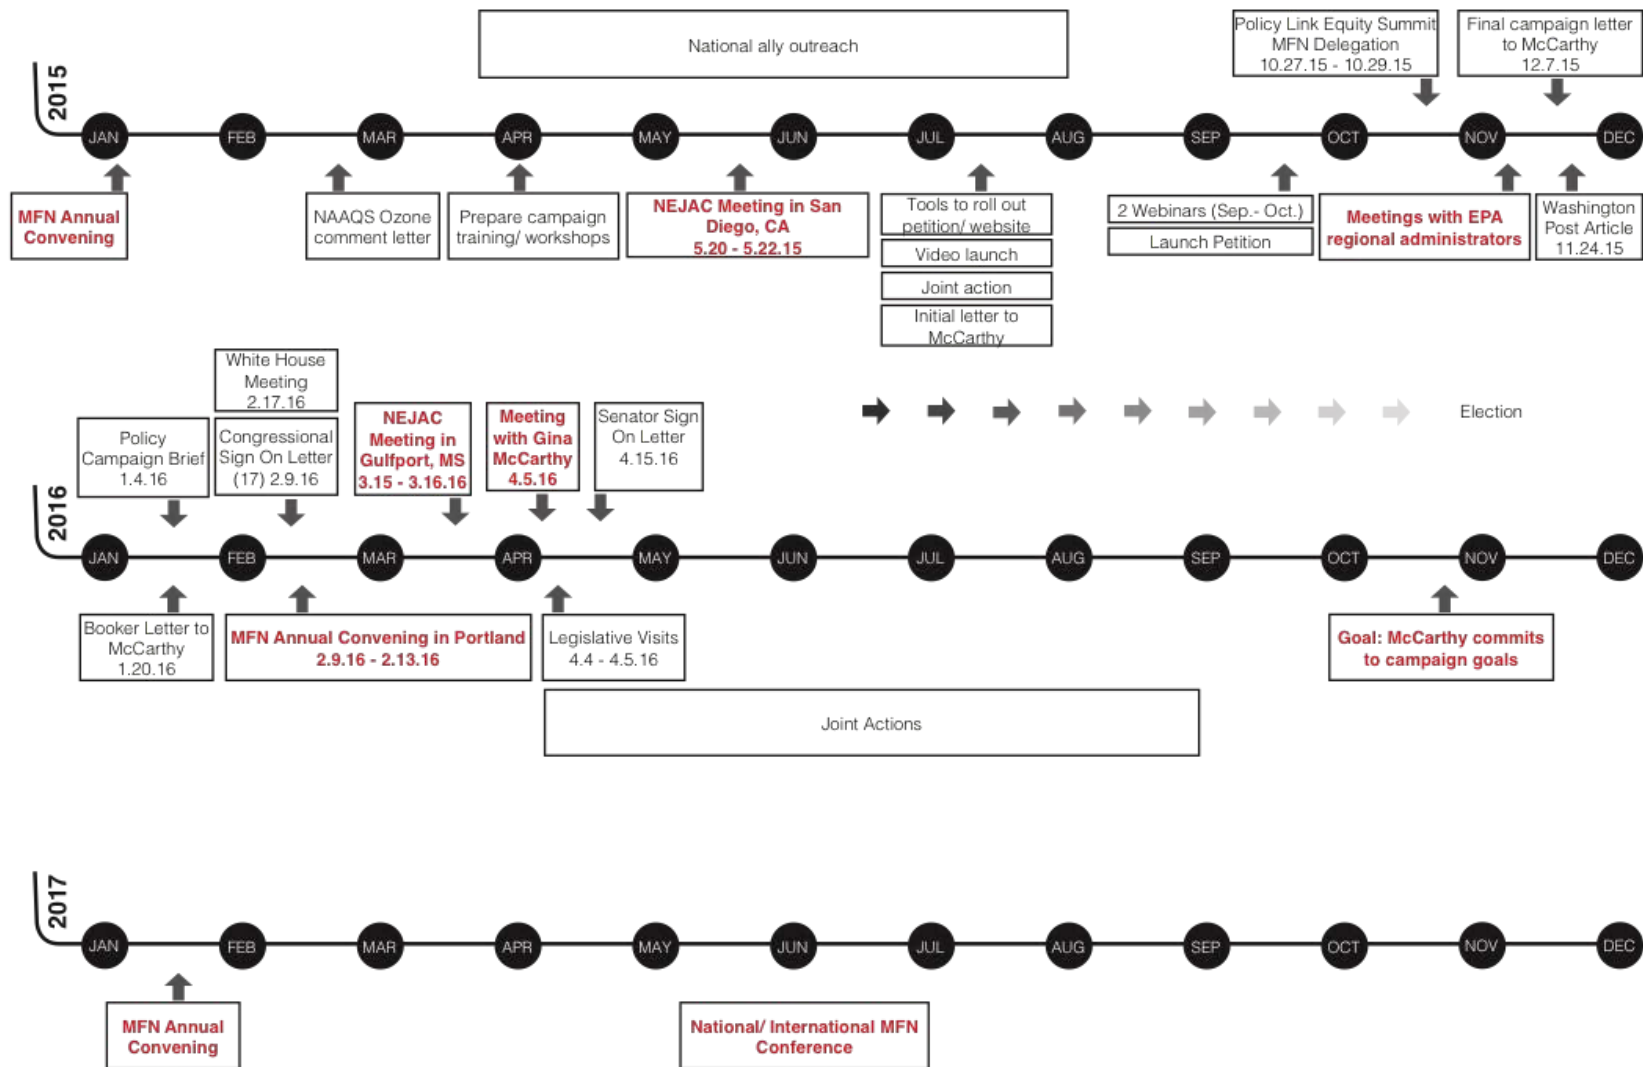 National ally outreach
Policy Link Equity Summit
MFN Delegation
10.27.15 - 10.29.15
Final campaign letter
to McCarthy
12.7.15
2015
JAN
FEB
MAR
APR
MAY
JUN
JUL
AUG
SEP
OCT
NOV
DEC
MFN Annual
Convening
NAAQS Ozone
comment letter
Prepare campaign
training/ workshops
NEJAC Meeting in San
Diego, CA
5.20 - 5.22.15
Tools to roll out
petition/ website
Video launch
Joint action
Initial letter to
McCarthy
2 Webinars (Sep.- Oct.)
Launch Petition
Meetings with EPA
regional administrators
Washington
Post Article
11.24.15
Policy
Campaign Brief
1.4.16
White House
Meeting
2.17.16
Congressional
Sign On Letter
(17) 2.9.16
NEJAC
Meeting in
Gulfport, MS
3.15 - 3.16.16
Meeting
with Gina
McCarthy
4.5.16
Senator Sign
On Letter
4.15.16
Election
2016
JAN
FEB
MAR
APR
MAY
JUN
JUL
AUG
SEP
OCT
NOV
DEC
Booker Letter to
McCarthy
1.20.16
MFN Annual Convening in Portland
2.9.16 - 2.13.16
Legislative Visits
4.4 - 4.5.16
Goal: McCarthy commits
to campaign goals
Joint Actions
2017
JAN
FEB
MAR
APR
MAY
JUN
JUL
AUG
SEP
OCT
NOV
DEC
MFN Annual
Convening
National/ International MFN
Conference